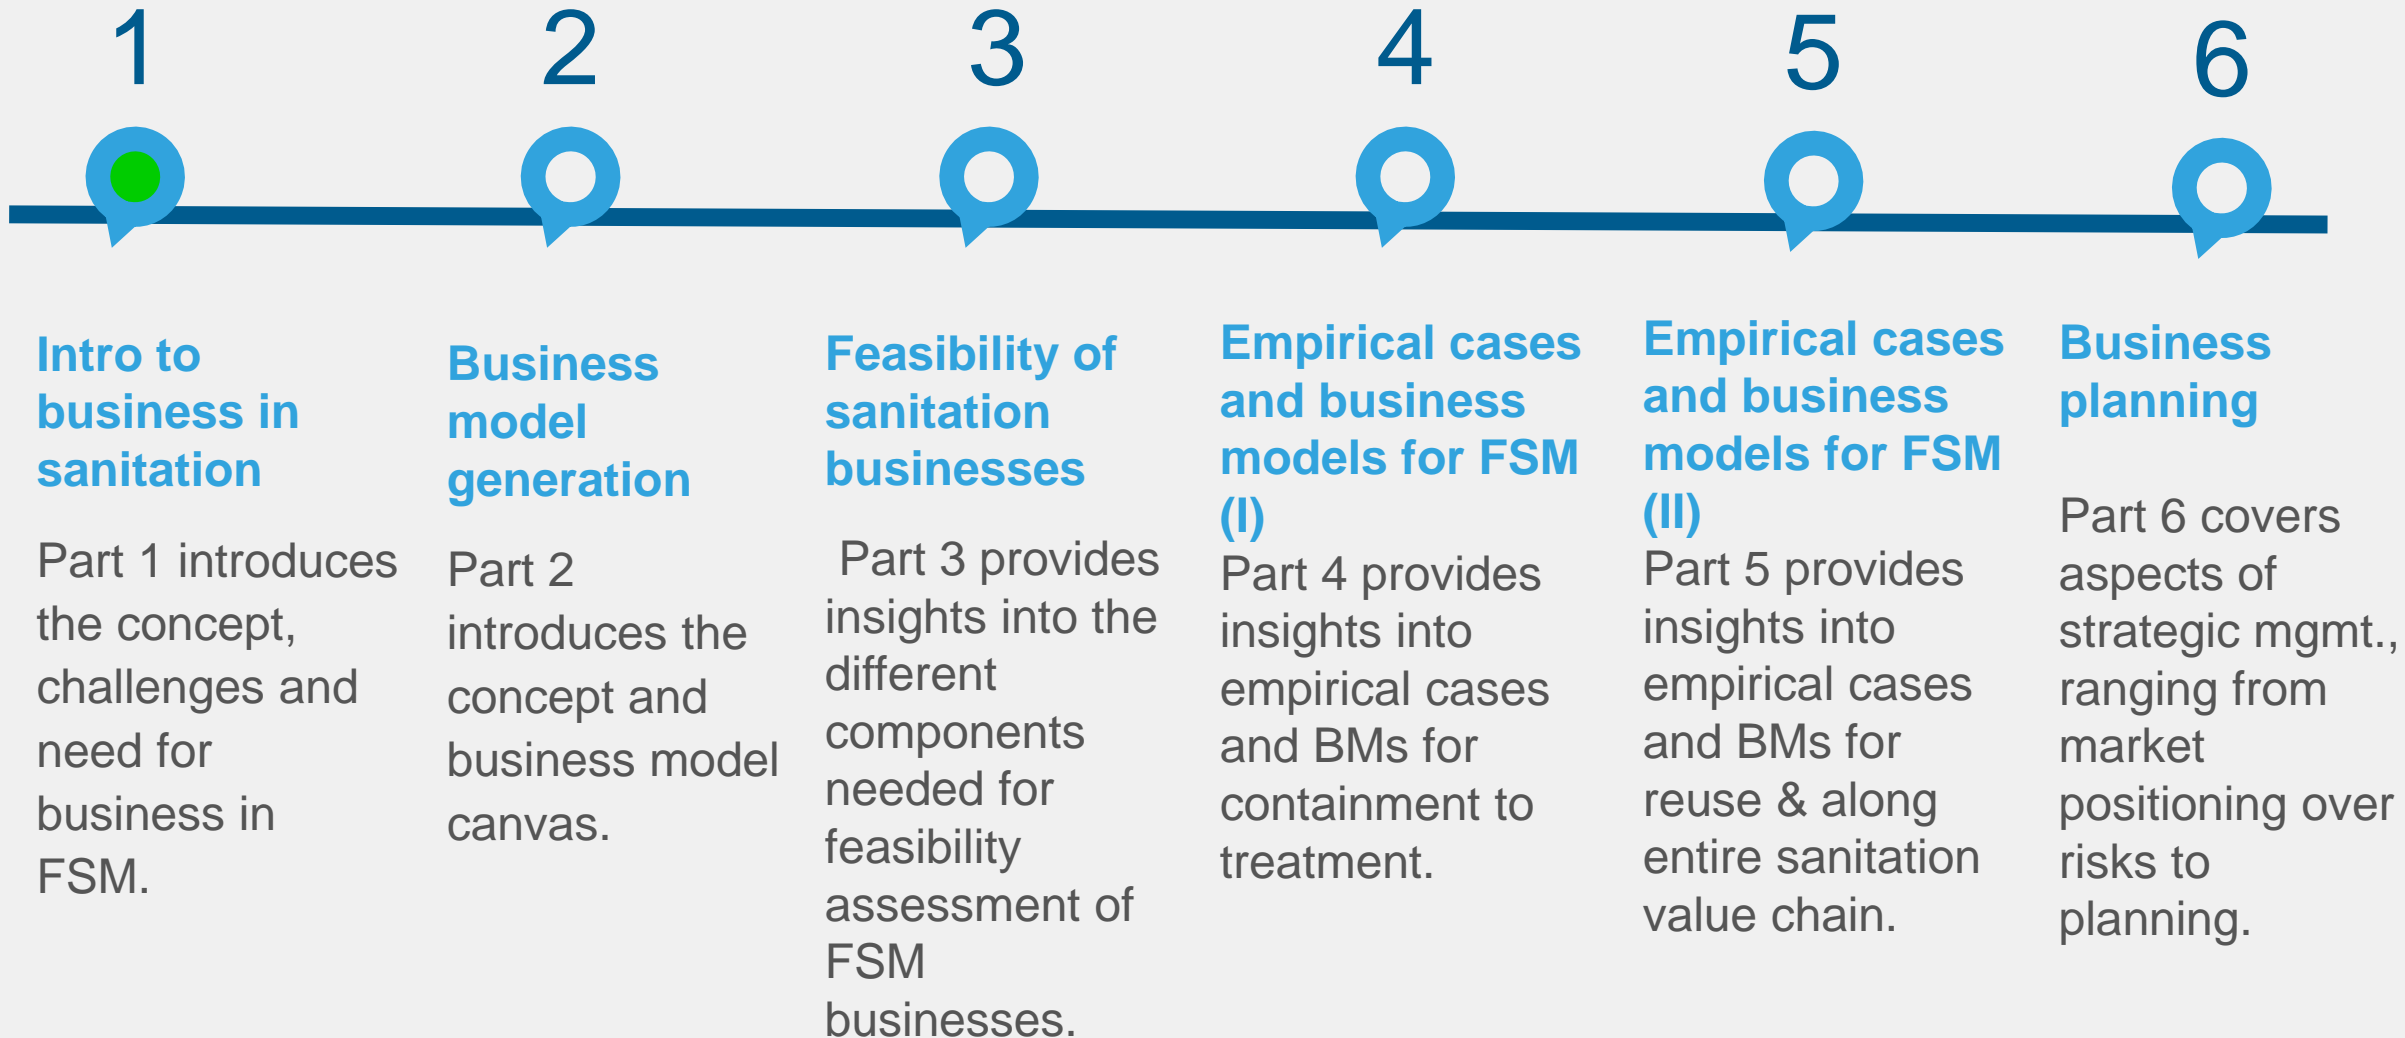 1
2
3
4
5
6
Intro to
business in
sanitation
Part 1 introduces
the concept,
challenges and
need for
business in
FSM.
Business
model
generation
Part 2
introduces the
concept and
business model
canvas.
Feasibility of
sanitation
businesses
Part 3 provides
insights into the
different
components
needed for
feasibility
assessment of
FSM
businesses.
Empirical cases
and business
models for FSM
(I)
Part 4 provides
insights into
empirical cases
and BMs for
containment to
treatment.
Empirical cases
and business
models for FSM
(II)
Part 5 provides
insights into
empirical cases
and BMs for
reuse & along
entire sanitation
value chain.
Business
planning
Part 6 covers
aspects of
strategic mgmt.,
ranging from
market
positioning over
risks to
planning.